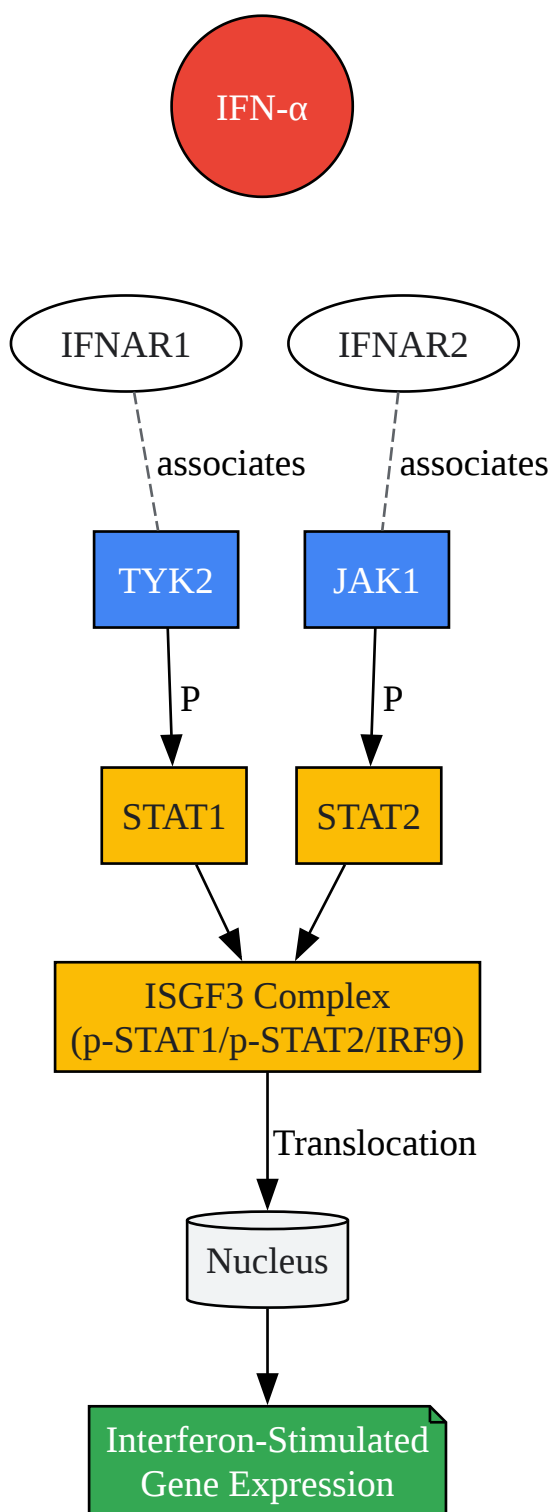 IFN-α
IFNAR1
IFNAR2
associates
associates
TYK2
JAK1
P
P
STAT1
STAT2
ISGF3 Complex
(p-STAT1/p-STAT2/IRF9)
Translocation
Nucleus
Interferon-Stimulated
Gene Expression